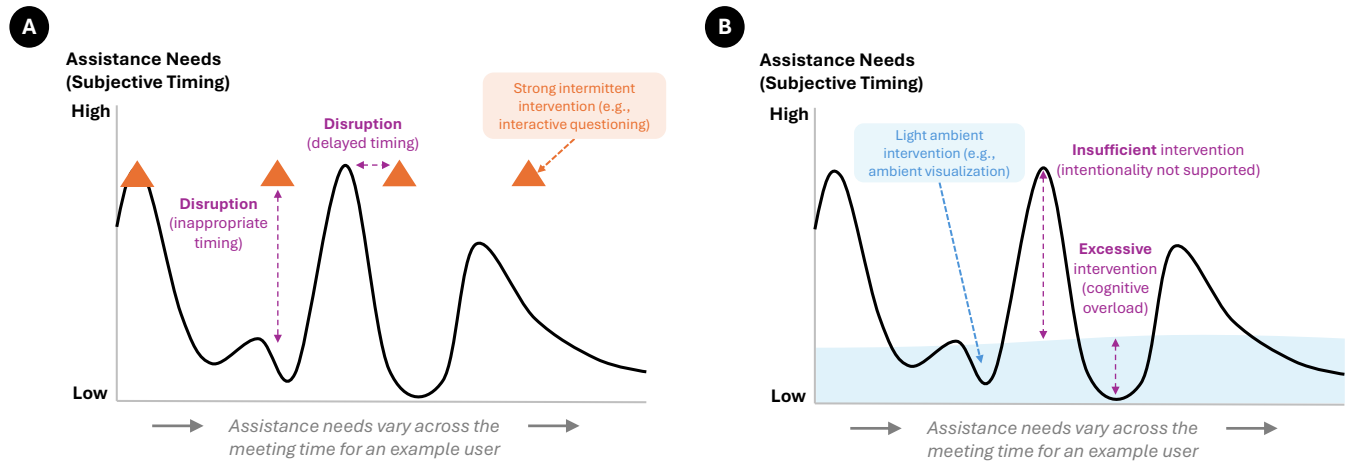 A
Assistance Needs
(Subjective Timing)
High
Strong intermittent
intervention (e.g.,
interactive questioning)
Disruption
(delayed timing)
Disruption
(inappropriate
timing)
Low
Assistance needs vary across the
meeting time for an example user
B
Assistance Needs
(Subjective Timing)
High
Light ambient
intervention (e.g.,
ambient visualization)
Insufficient intervention
(intentionality not supported)
Excessive
intervention
(cognitive
overload)
Low
Assistance needs vary across the
meeting time for an example user